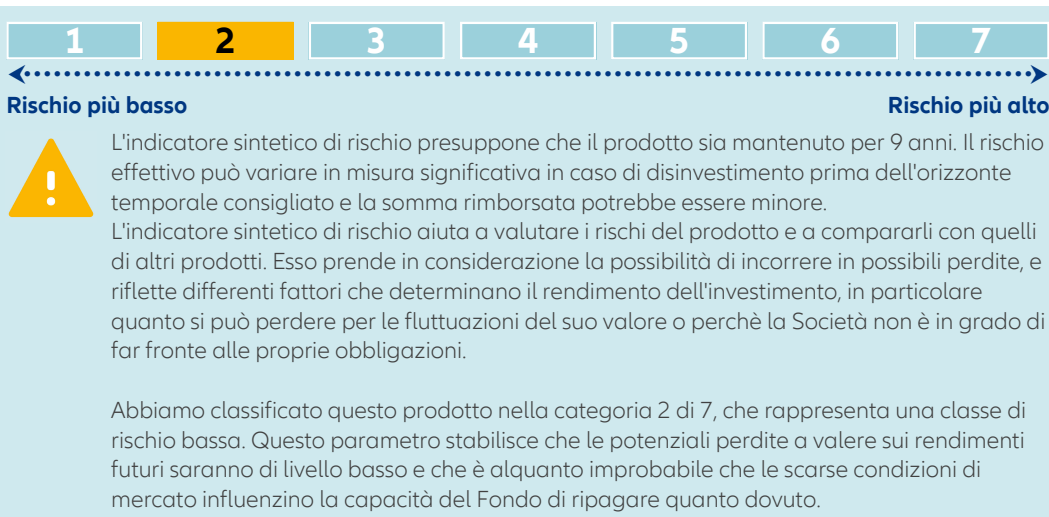 1 2 3 4 5 6 7
Rischio più basso Rischio più alto
L'indicatore sintetico di rischio presuppone che il prodotto sia mantenuto per 9 anni. Il rischio
effettivo può variare in misura significativa in caso di disinvestimento prima dell'orizzonte
temporale consigliato e la somma rimborsata potrebbe essere minore.
L'indicatore sintetico di rischio aiuta a valutare i rischi del prodotto e a compararli con quelli
di altri prodotti. Esso prende in considerazione la possibilità di incorrere in possibili perdite, e
riflette differenti fattori che determinano il rendimento dell'investimento, in particolare
quanto si può perdere per le fluttuazioni del suo valore o perchè la Società non è in grado di
far fronte alle proprie obbligazioni.
Abbiamo classificato questo prodotto nella categoria 2 di 7, che rappresenta una classe di
rischio bassa. Questo parametro stabilisce che le potenziali perdite a valere sui rendimenti
futuri saranno di livello basso e che è alquanto improbabile che le scarse condizioni di
mercato influenzino la capacità del Fondo di ripagare quanto dovuto.